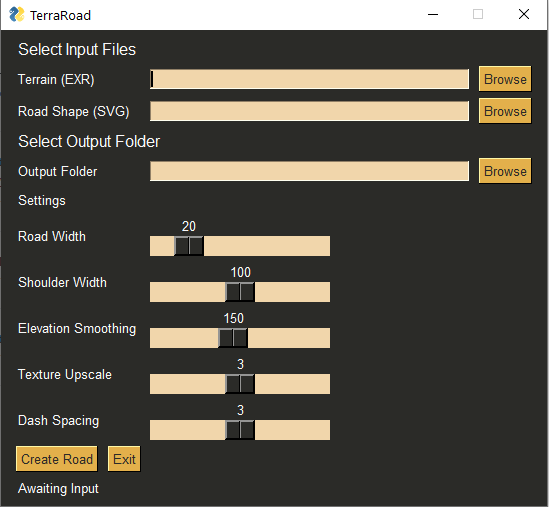 TerraRoad
Select Input Files
Terrain (EXR) Browse
Road Shape (SVG) Browse
Select Output Folder
Output Folder Browse
Settings
20
Road Width
100
Shoulder Width
150
Elevation Smoothing
3
Texture Upscale
3
Dash Spacing
Create Road Exit
Awaiting Input